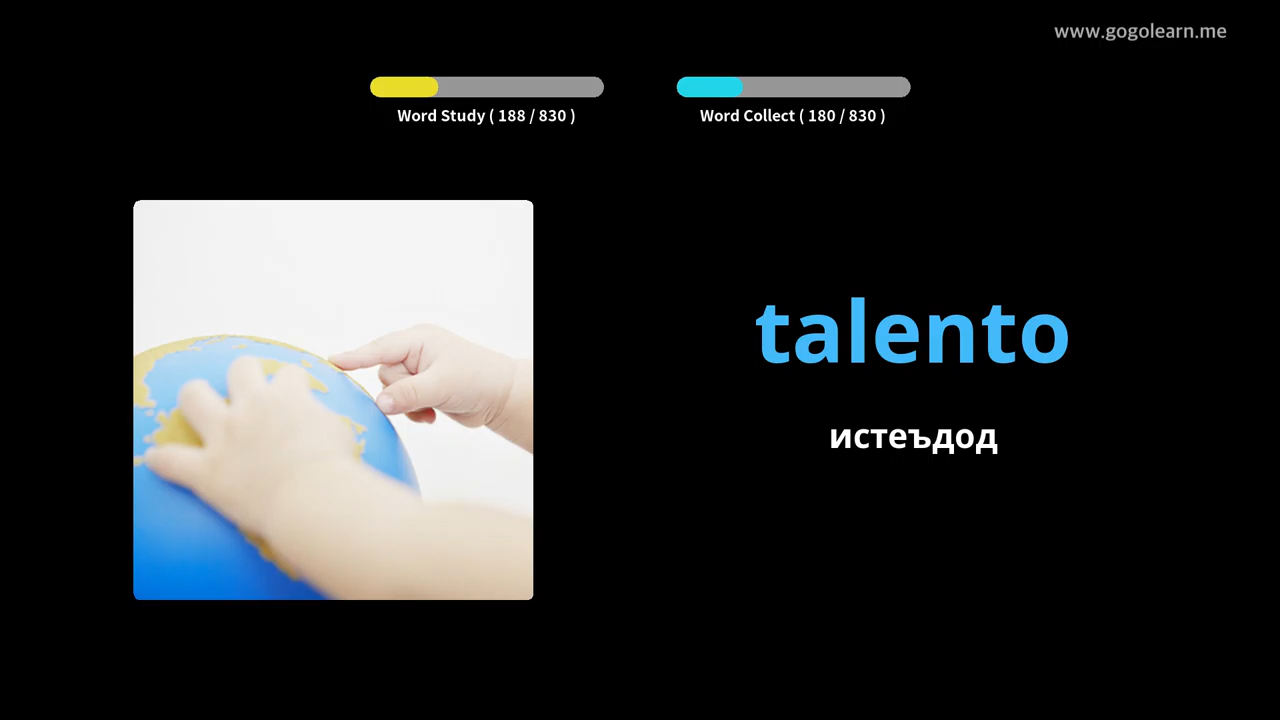 www.gogolearn.me
Word Study ( 188 / 830 )
Word Collect ( 180 / 830 )
talento
истеъдод